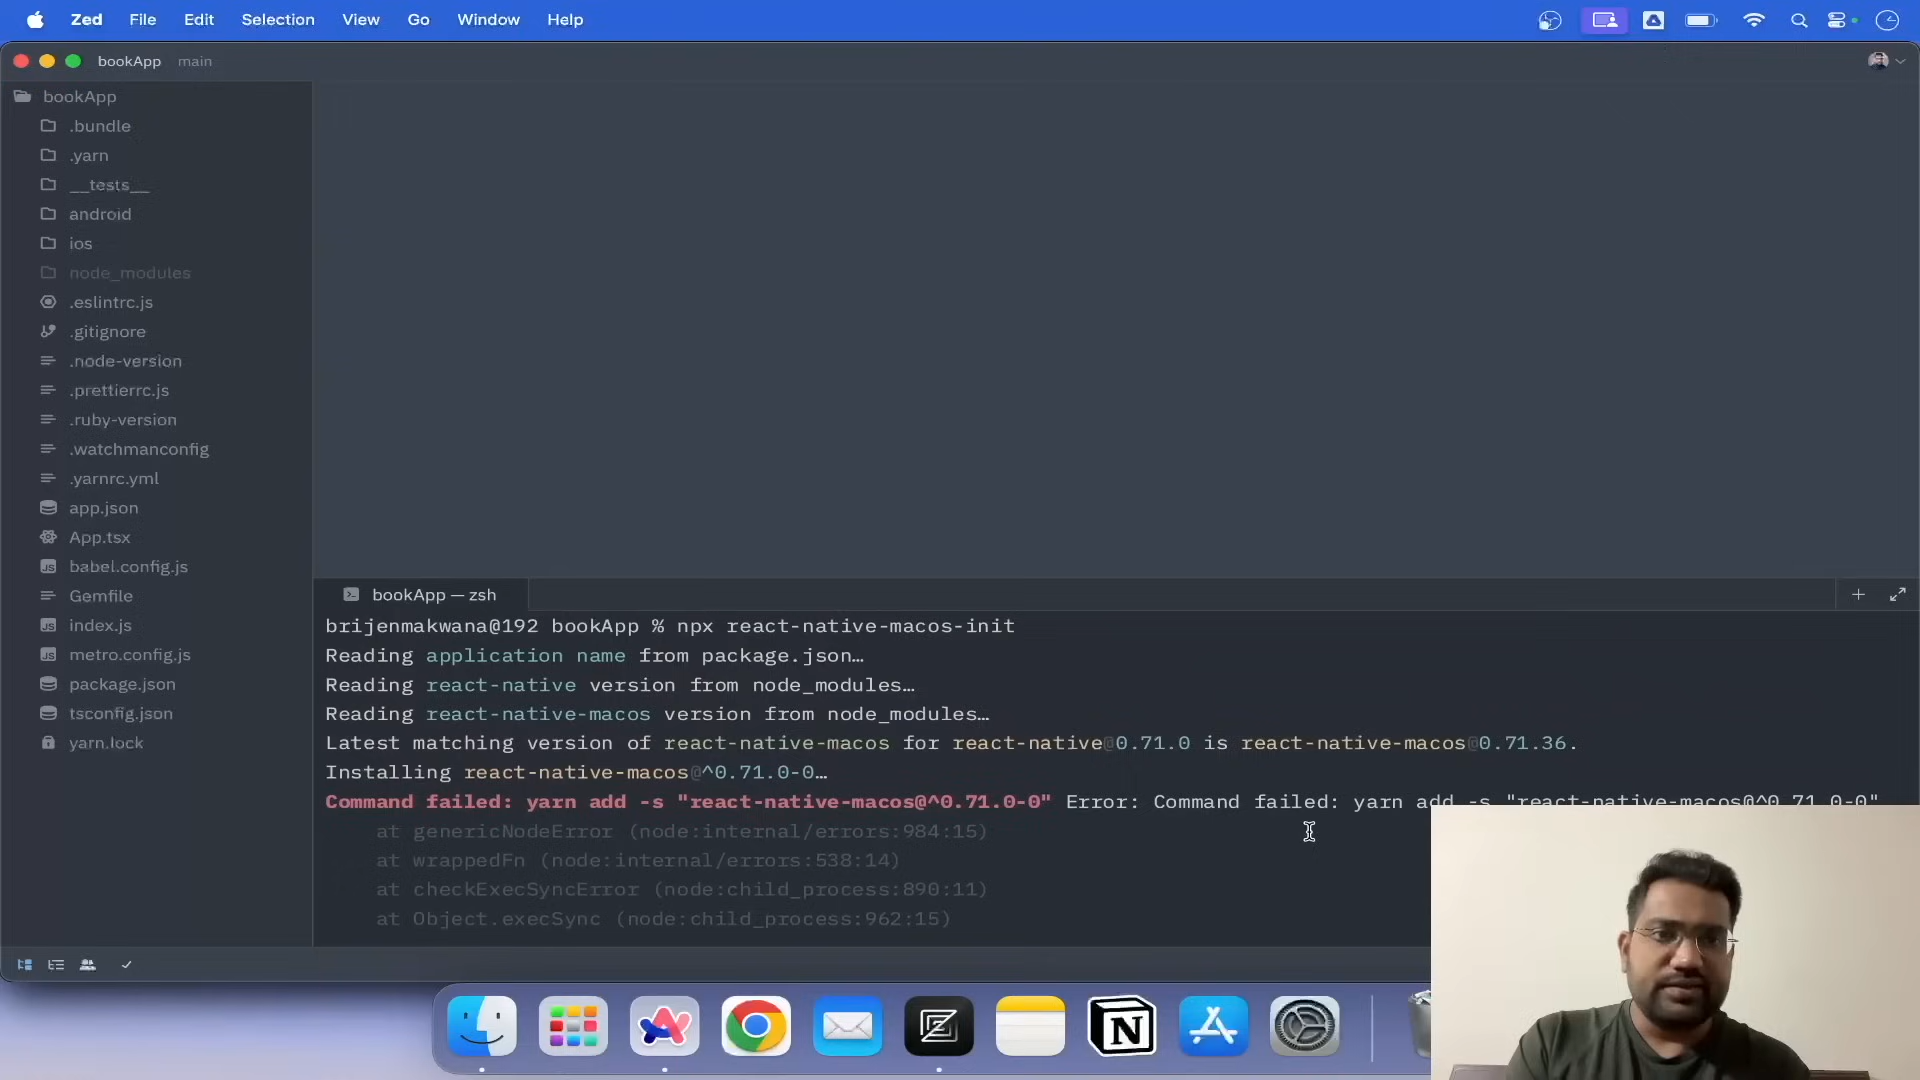 Zed File Edit Selection View Go Window Help
bookApp main
bookApp
.bundle
.yarn
__tests__
android
ios
node_modules
.eslintrc.js
.gitignore
.node-version
.prettierrc.js
.ruby-version
.watchmanconfig
.yarnrc.yml
app.json
App.tsx
babel.config.js
Gemfile
index.js
metro.config.js
package.json
tsconfig.json
yarn.lock
bookApp — zsh
brijenmakwana@192 bookApp % npx react-native-macos-init
Reading application name from package.json…
Reading react-native version from node_modules…
Reading react-native-macos version from node_modules…
Latest matching version of react-native-macos for react-native@0.71.0 is react-native-macos@0.71.36.
Installing react-native-macos@^0.71.0-0…
Command failed: yarn add -s "react-native-macos@^0.71.0-0" Error: Command failed: yarn add -s "react-native-macos@^0.71.0-0"
at genericNodeError (node:internal/errors:984:15)
at wrappedFn (node:internal/errors:538:14)
at checkExecSyncError (node:child_process:890:11)
at Object.execSync (node:child_process:962:15)